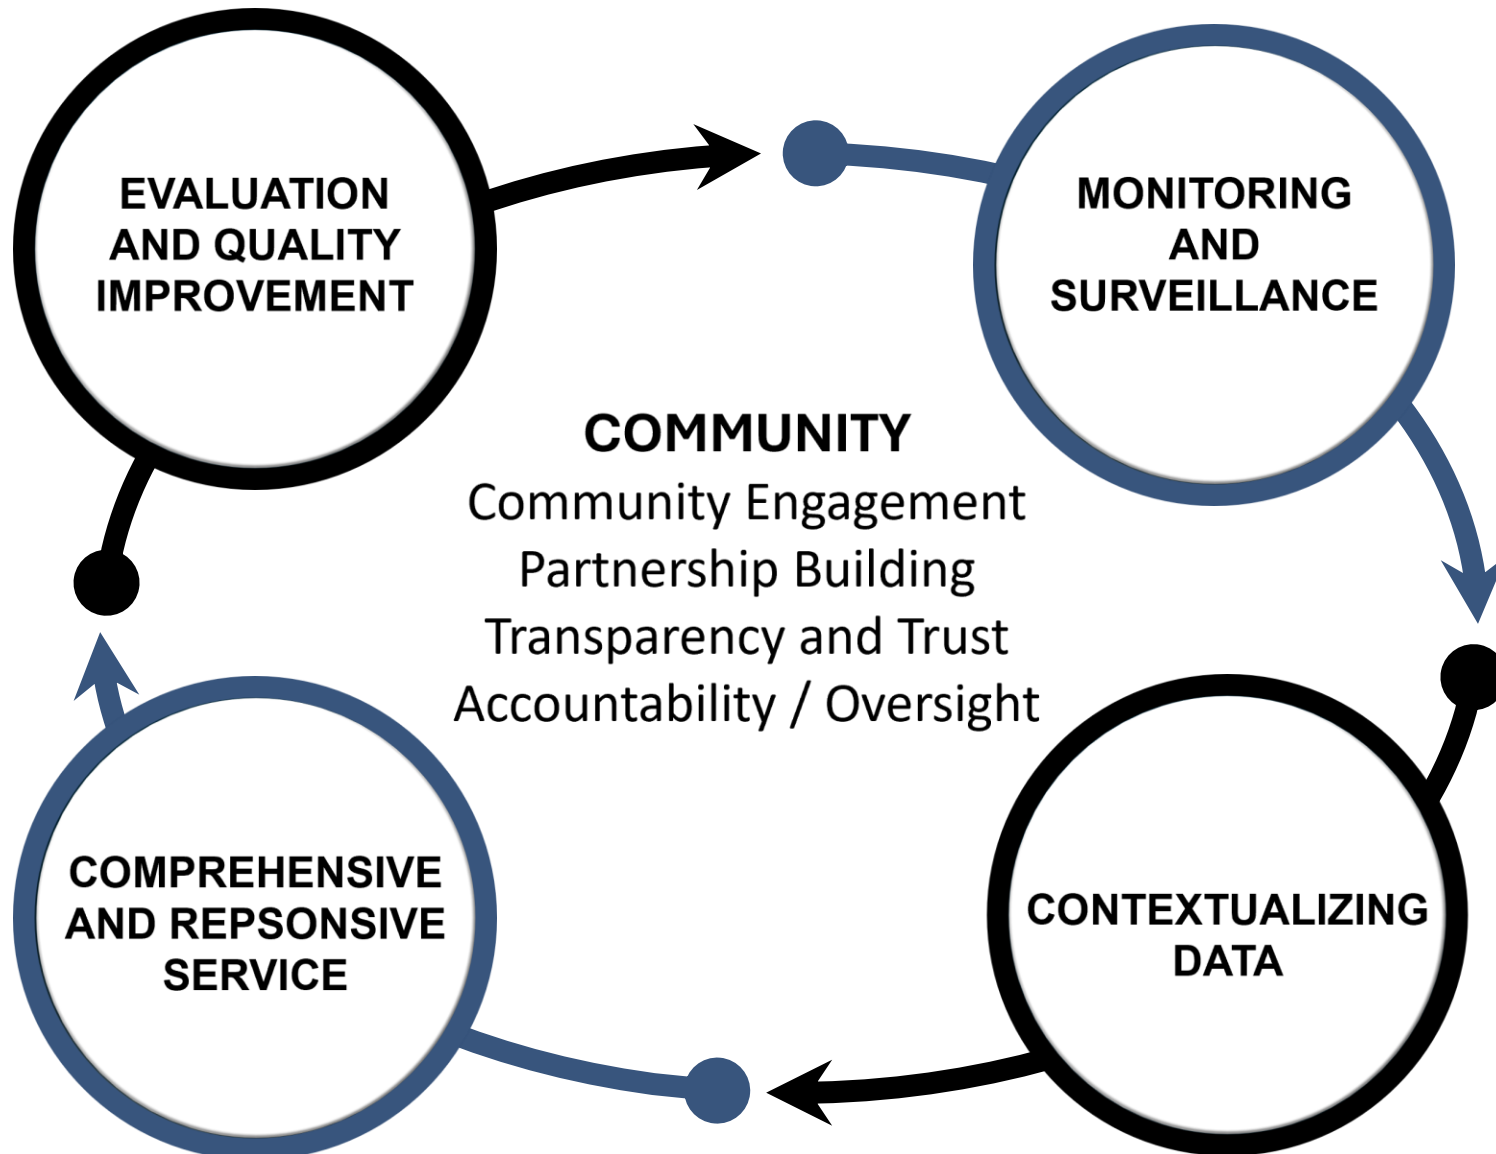 EVALUATION
AND QUALITY
IMPROVEMENT
MONITORING
AND
SURVEILLANCE
COMMUNITY
Community Engagement
Partnership Building
Transparency and Trust
Accountability / Oversight
COMPREHENSIVE
AND REPSONSIVE
SERVICE
CONTEXTUALIZING
DATA